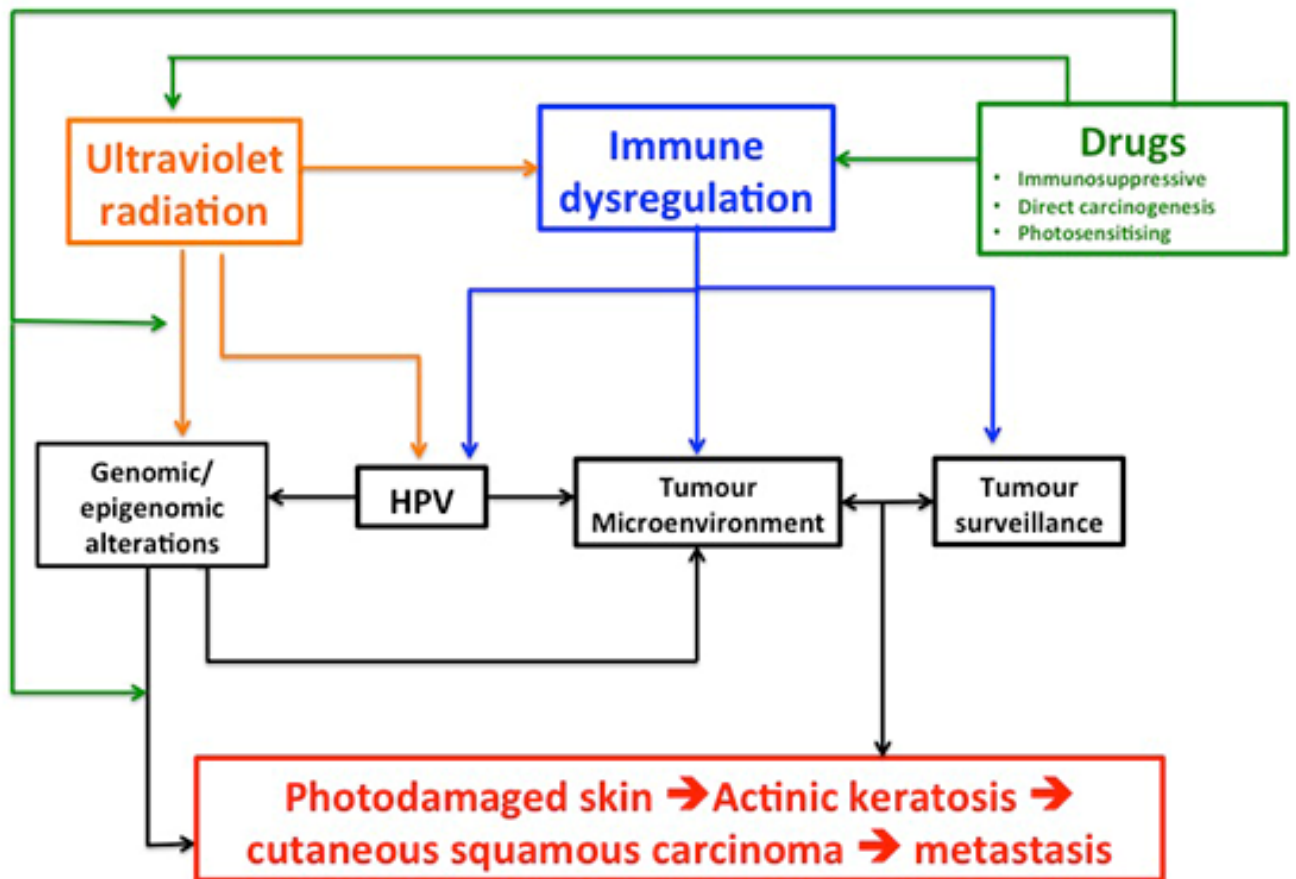 Ultraviolet
radiation
Immune
dysregulation
Drugs
• Immunosuppressive
• Direct carcinogenesis
• Photosensitising
Genomic/
epigenomic
alterations
HPV
Tumour
Microenvironment
Tumour
surveillance
Photodamaged skin ➔Actinic keratosis ➔
cutaneous squamous carcinoma ➔ metastasis